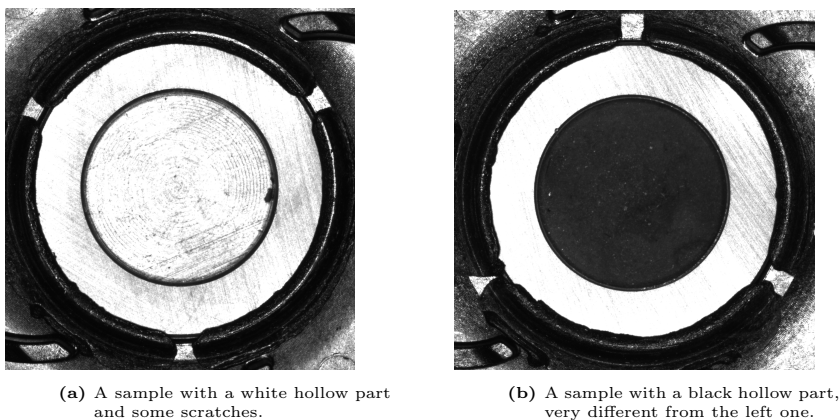 (a) A sample with a white hollow part
and some scratches.
(b) A sample with a black hollow part,
very different from the left one.